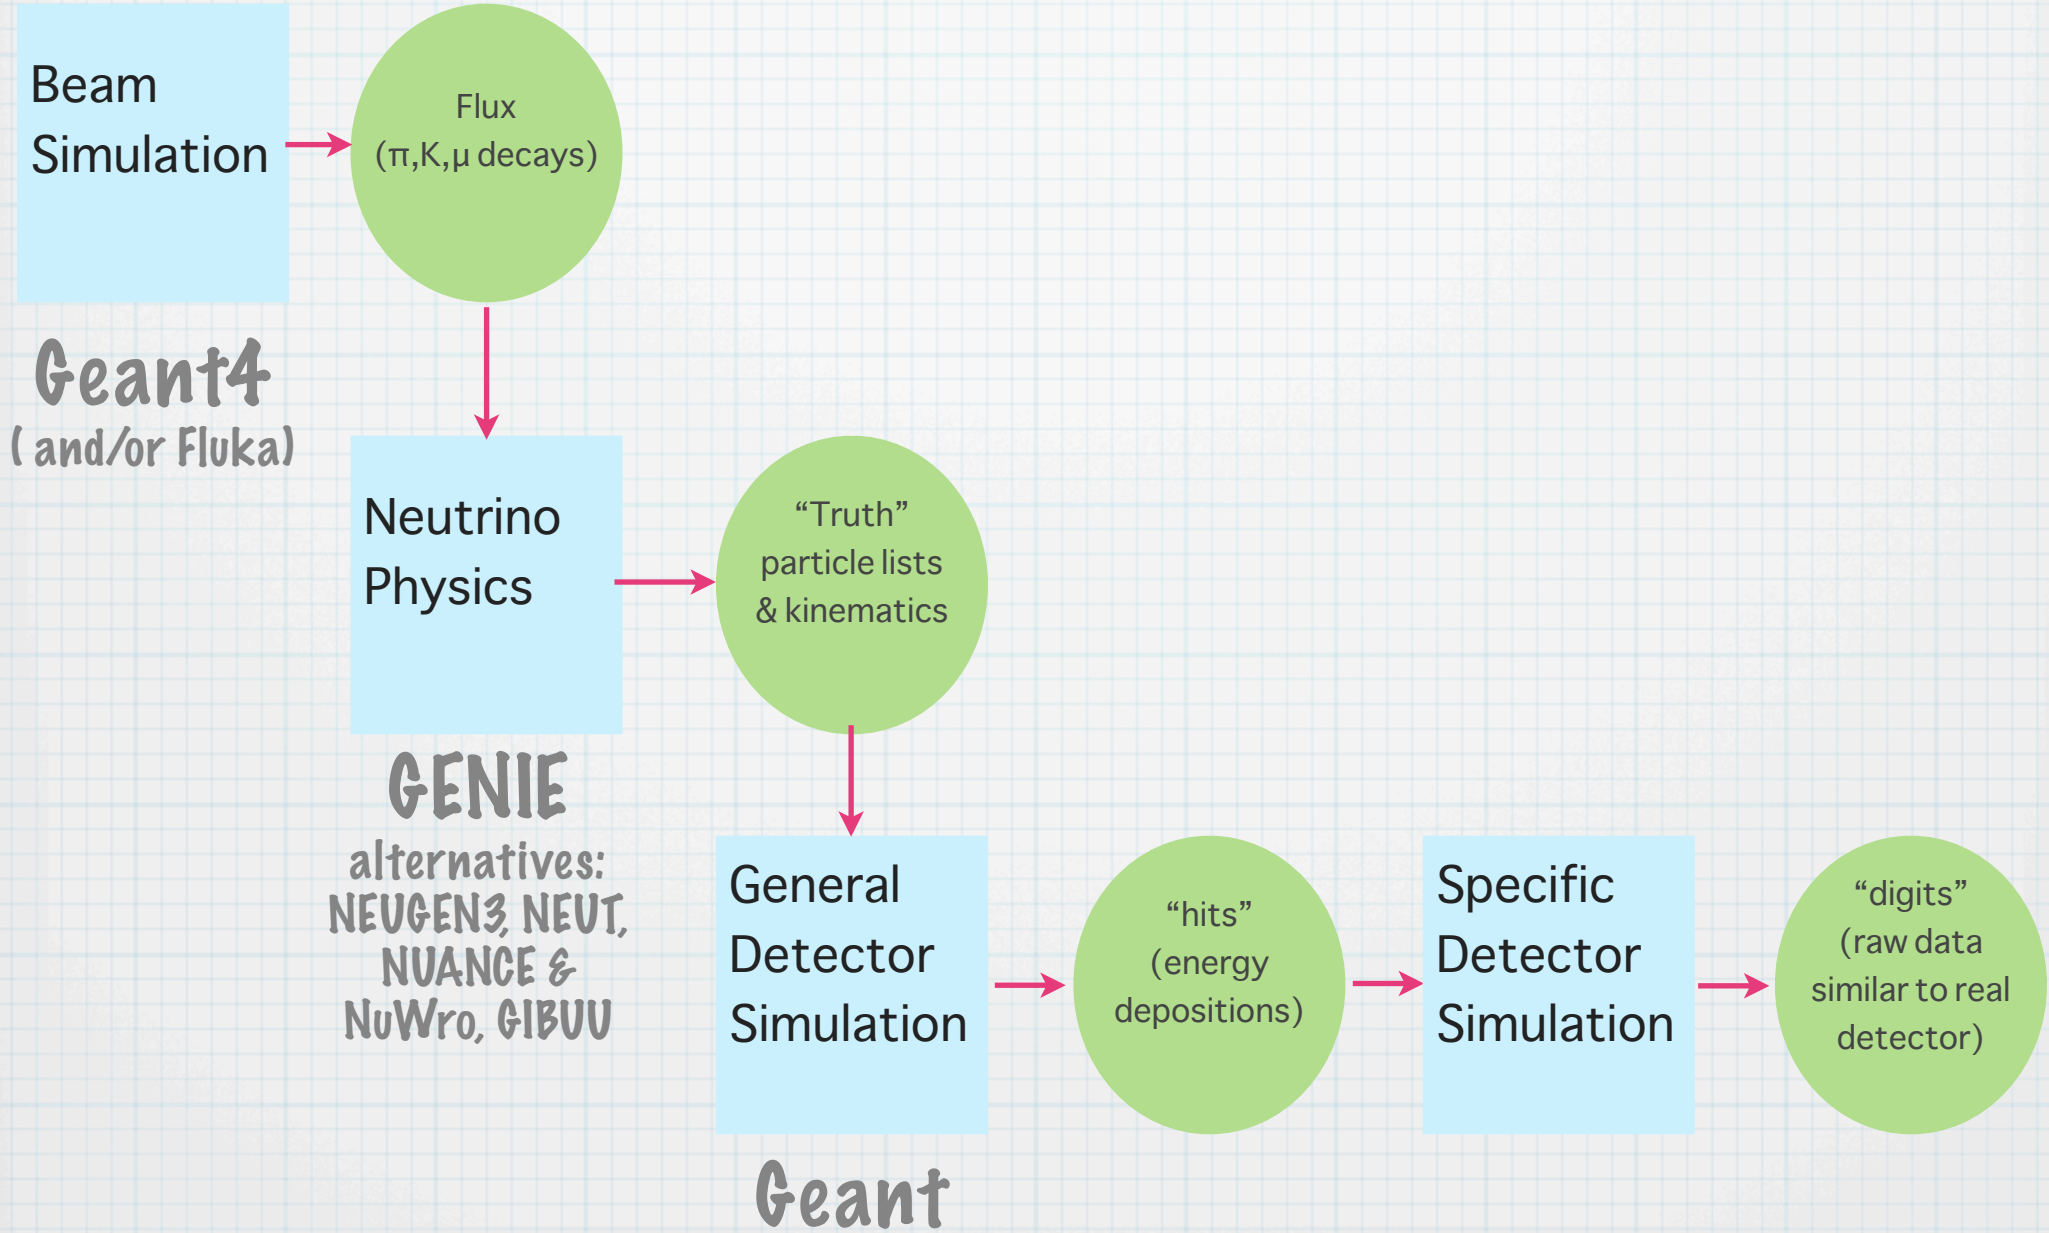 Beam
Simulation
Flux
(π,K,μ decays)
Geant4
( and/or Fluka)
Neutrino
Physics
“Truth”
particle lists
& kinematics
GENIE
alternatives:
NEUGEN3, NEUT,
NUANCE &
NuWro, GIBUU
General
Detector
Simulation
“hits”
(energy
depositions)
Specific
Detector
Simulation
“digits”
(raw data
similar to real
detector)
Geant